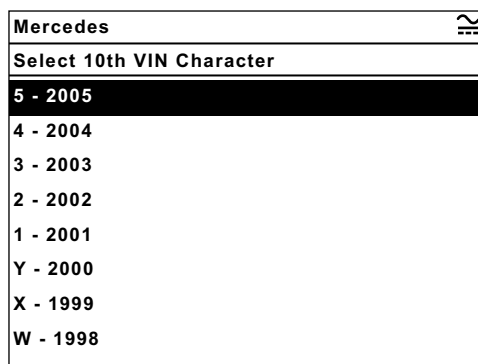 Mercedes
Select 10th VIN Character
5 - 2005
4 - 2004
3 - 2003
2 - 2002
1 - 2001
Y - 2000
X - 1999
W - 1998